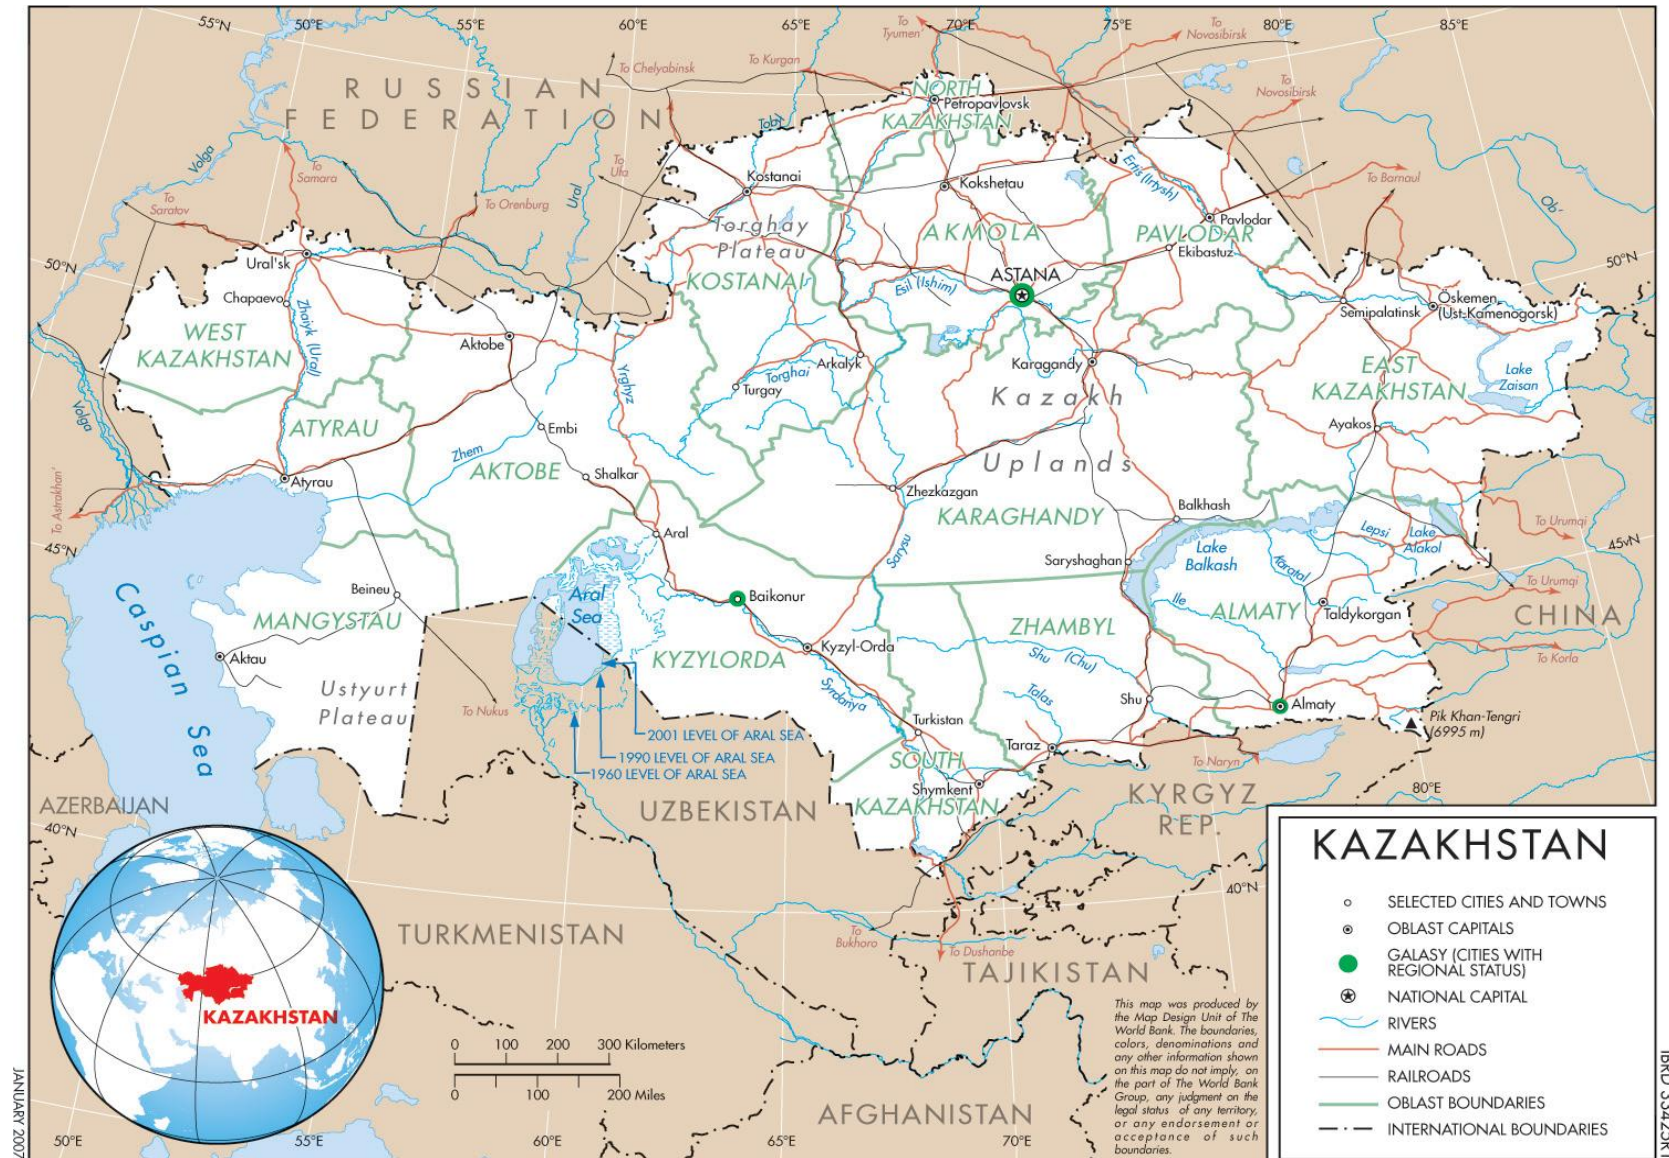 55°N
50°E
55°E
60°E
65°E
70°E
75°E
80°E
85°E
To
Tyumen'
To
Novosibirsk
To Kurgan
To Chelyabinsk
To
Novosibirsk
RUSSIAN
FEDERATION
NORTH
KAZAKHSTAN
Petropavlovsk
Tobyl
Volga
To
Samara
To
Ufa
Ural
To
Saratov
To Orenburg
Kostanai
Kokshetau
Ertis (Irtysh)
To Barnaul
Ob'
Torghay
Plateau
AKMOLA
PAVLODAR
Pavlodar
Ekibastuz
50°N
Ural'sk
KOSTANAI
ASTANA
Esil (Ishim)
50°N
Chapaevo
Zhaiyk (Ural)
Semipalatinsk
Öskemen
(Ust-Kamenogorsk)
WEST
KAZAKHSTAN
Aktobe
Arkalyk
Karagandy
EAST
KAZAKHSTAN
Lake
Zaisan
Yrghyz
Torghai
Turgay
Kazakh
Uplands
Volga
ATYRAU
Embi
Ayakos
Zhem
AKTOBE
Shalkar
Atyrau
Zhezkazgan
KARAGHANDY
Balkhash
To Astrakhan'
Aral
Sarysu
Saryshaghan
Lake
Balkash
Lepsi
Lake
Alakol
To Urumqi
45°N
45vN
Karatal
Beineu
Aral
Sea
Baikonur
Ile
Taldykorgan
To Urumqi
Caspian Sea
MANGYSTAU
ALMATY
CHINA
ZHAMBYL
Aktau
KYZYLORDA
Kyzyl-Orda
Shu (Chu)
To Korla
Ustyurt
Plateau
Syrdariya
Talas
Shu
Almaty
To Nukus
Turkistan
Pik Khan-Tengri
(6995 m)
2001 LEVEL OF ARAL SEA
1990 LEVEL OF ARAL SEA
1960 LEVEL OF ARAL SEA
Taraz
To Naryn
SOUTH
KAZAKHSTAN
Shymkent
AZERBAIJAN
UZBEKISTAN
KYRGYZ
REP.
80°E
40°N
40°N
TURKMENISTAN
To
Bukhoro
To Dushanbe
TAJIKISTAN
AFGHANISTAN
KAZAKHSTAN
0 100 200 300 Kilometers
0 100 200 Miles
This map was produced by
the Map Design Unit of The
World Bank. The boundaries,
colors, denominations and
any other information shown
on this map do not imply, on
the part of The World Bank
Group, any judgment on the
legal status of any territory,
or any endorsement or
acceptance of such
boundaries.
KAZAKHSTAN
SELECTED CITIES AND TOWNS
OBLAST CAPITALS
GALASY (CITIES WITH
REGIONAL STATUS)
NATIONAL CAPITAL
RIVERS
MAIN ROADS
RAILROADS
OBLAST BOUNDARIES
INTERNATIONAL BOUNDARIES
50°E
55°E
60°E
65°E
70°E
JANUARY 2007
IBRD 33425R1